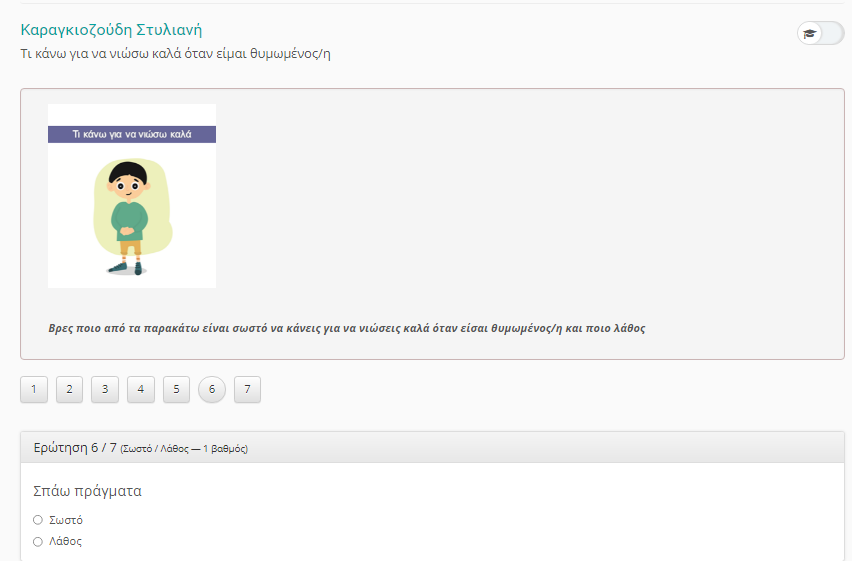 Καραγκιοζούδη Στυλιανή
Τι κάνω για να νιώσω καλά όταν είμαι θυμωμένος/η
Τι κάνω για να νιώσω καλά
Βρες ποιο από τα παρακάτω είναι σωστό να κάνεις για να νιώσεις καλά όταν είσαι θυμωμένος/η και ποιο λάθος
1 2 3 4 5 6 7
Ερώτηση 6 / 7 (Σωστό / Λάθος — 1 βαθμός)
Σπάω πράγματα
Σωστό
Λάθος